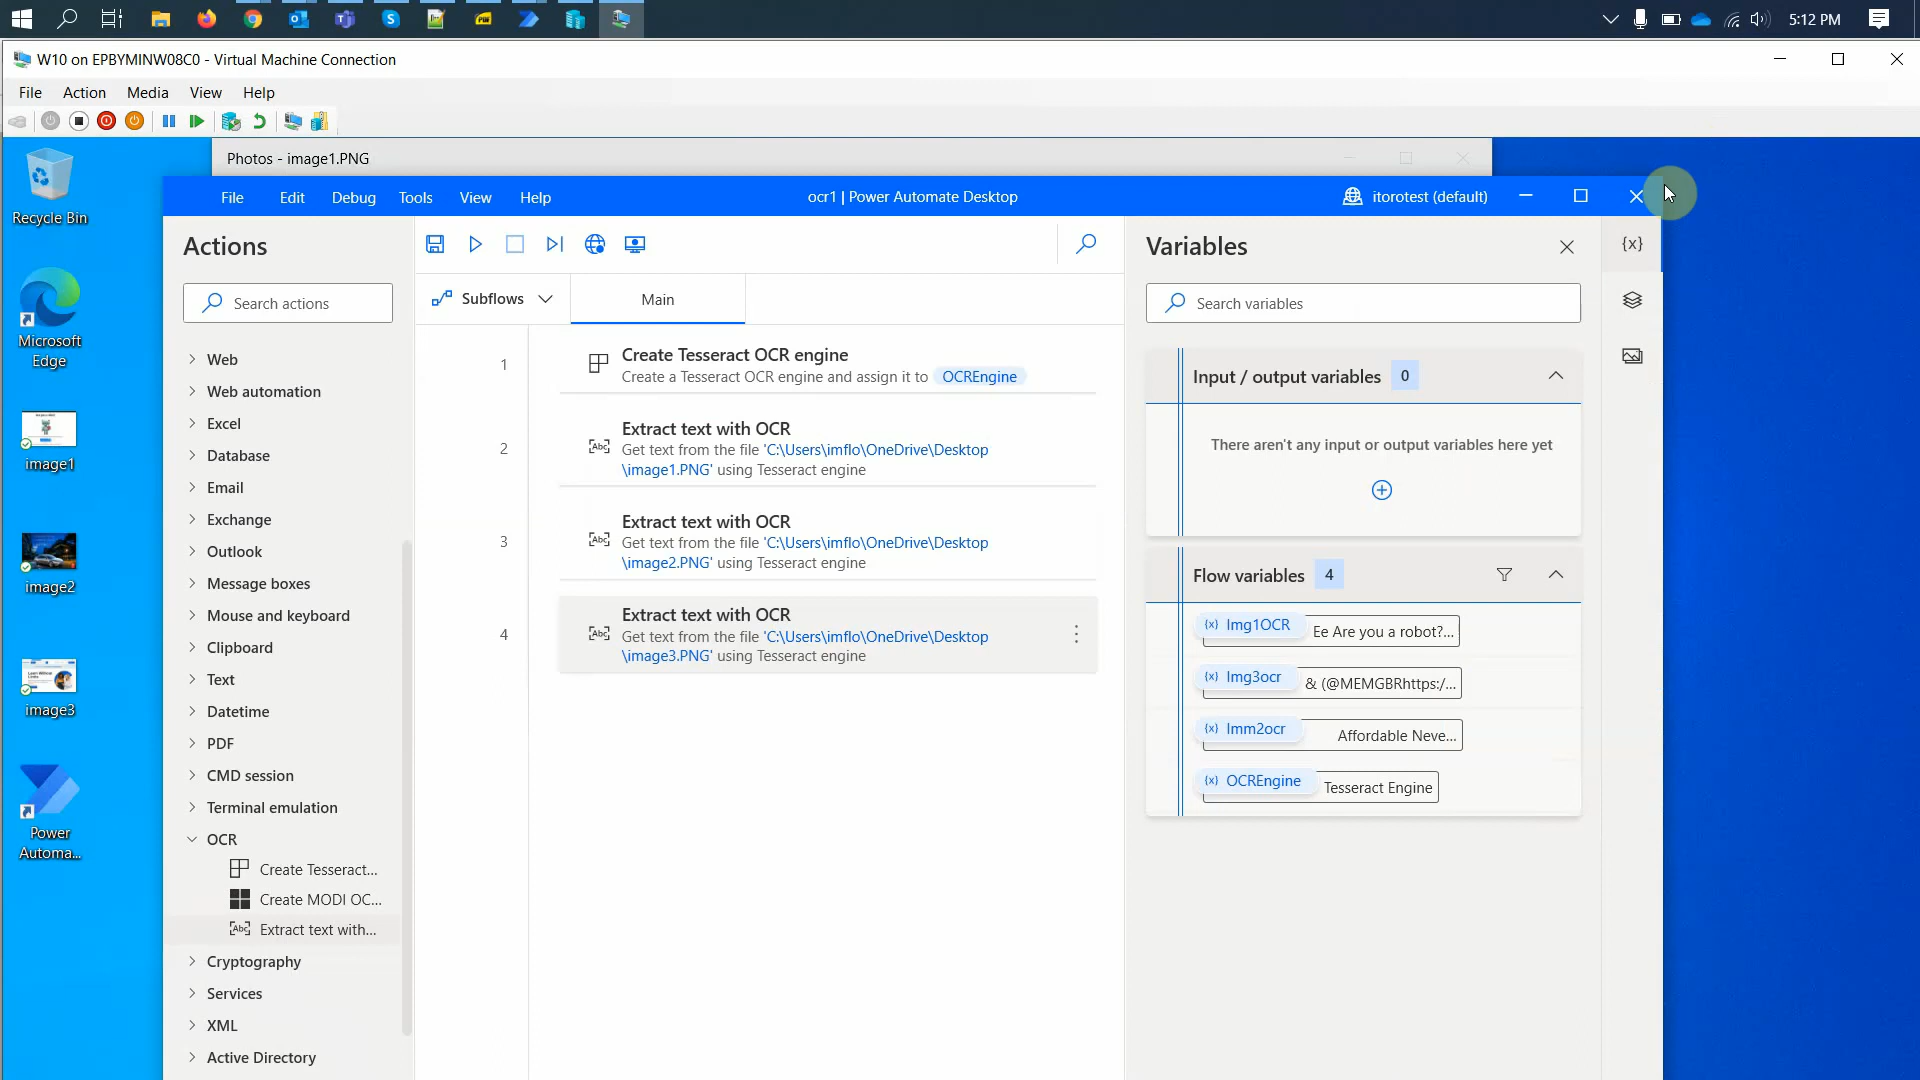 5:12 PM
W10 on EPBYMINW08C0 - Virtual Machine Connection
File Action Media View Help
Photos - image1.PNG
Recycle Bin
Microsoft
Edge
image1
image2
image3
Power
Automa...
File Edit Debug Tools View Help
ocr1 | Power Automate Desktop
itorotest (default)
Actions
Search actions
Web
Web automation
Excel
Database
Email
Exchange
Outlook
Message boxes
Mouse and keyboard
Clipboard
Text
Datetime
PDF
CMD session
Terminal emulation
OCR
Create Tesseract...
Create MODI OC...
Abc Extract text with...
Cryptography
Services
XML
Active Directory
Subflows
Main
1
Create Tesseract OCR engine
Create a Tesseract OCR engine and assign it to OCREngine
2
Abc
Extract text with OCR
Get text from the file 'C:\Users\imflo\OneDrive\Desktop
\image1.PNG' using Tesseract engine
3
Abc
Extract text with OCR
Get text from the file 'C:\Users\imflo\OneDrive\Desktop
\image2.PNG' using Tesseract engine
4
Abc
Extract text with OCR
Get text from the file 'C:\Users\imflo\OneDrive\Desktop
\image3.PNG' using Tesseract engine
Variables
{x}
Search variables
Input / output variables 0
There aren't any input or output variables here yet
Flow variables 4
(x) Img1OCR Ee Are you a robot?...
(x) Img3ocr & (@MEMGBRhttps:/...
(x) Imm2ocr Affordable Neve...
(x) OCREngine Tesseract Engine